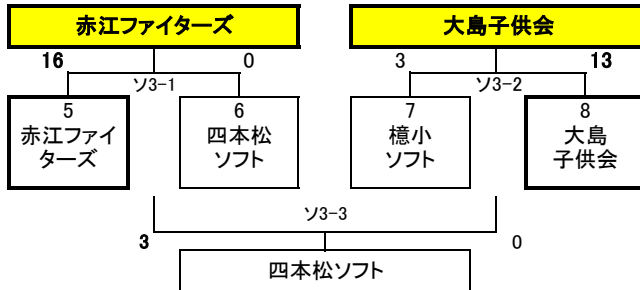 赤江ファイターズ 大島子供会
16 0 3 13
ソ3-1 ソ3-2
5 6 7 8
赤江ファイ 四本松 檍小 大島
ターズ ソフト ソフト 子供会
ソ3-3
3 0
四本松ソフト